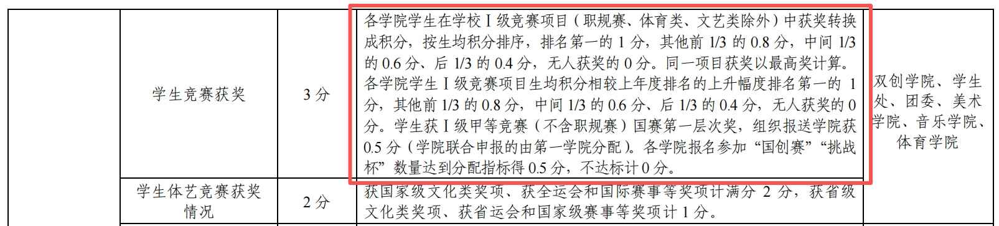 学生竞赛获奖
3分
各学院学生在学校Ⅰ级竞赛项目（职规赛、体育类、文艺类除外）中获奖转换
成积分，按生均积分排序，排名第一的 1 分，其他前 1/3 的 0.8 分，中间 1/3
的 0.6 分、后 1/3 的 0.4 分，无人获奖的 0 分。同一项目获奖以最高奖计算。
各学院学生Ⅰ级竞赛项目生均积分相较上年度排名的上升幅度排名第一的 1
分，其他前 1/3 的 0.8 分，中间 1/3 的 0.6 分、后 1/3 的 0.4 分，无人获奖的 0
分。学生获Ⅰ级甲等竞赛（不含职规赛）国赛第一层次奖，组织报送学院获
0.5 分（学院联合申报的由第一学院分配）。各学院报名参加“国创赛”“挑战
杯”数量达到分配指标得 0.5 分，不达标计 0 分。
双创学院、学生
处、团委、美术
学院、音乐学院、
体育学院
学生体艺竞赛获奖
情况
2分
获国家级文化类奖项、获全运会和国际赛事等奖项计满分 2 分，获省级
文化类奖项、获省运会和国家级赛事等奖项计 1 分。